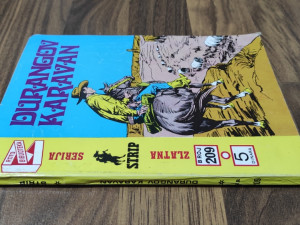 DURANGOV
KARAVAN
ZLATNA
STRIP
SERIJA
BROJ
209
5
DURANGOV KARAVAN